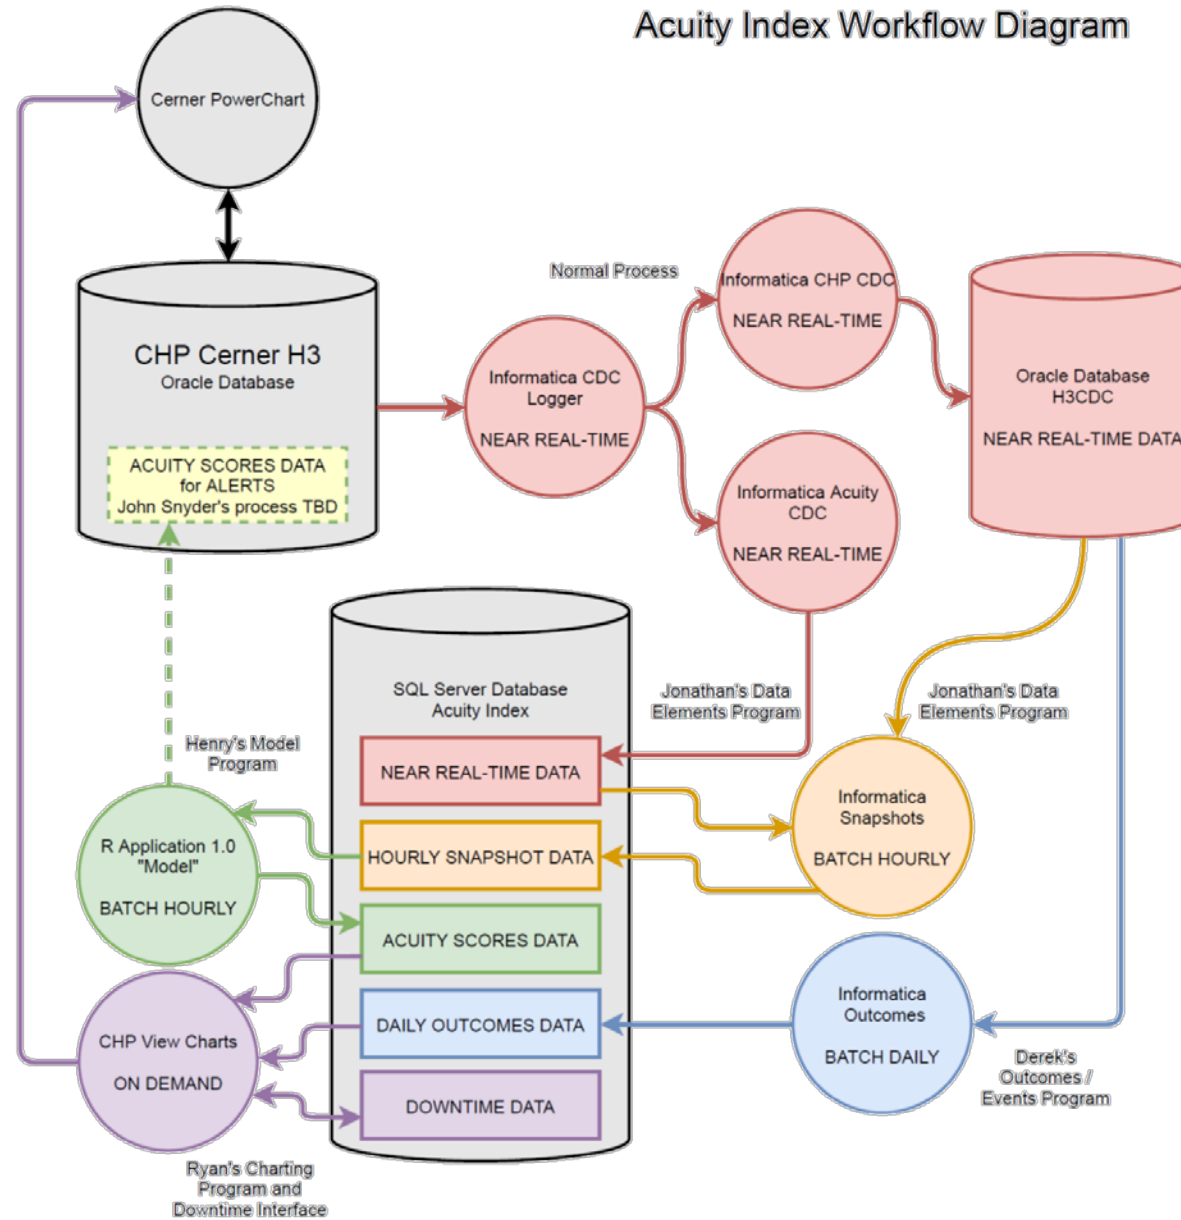 Acuity Index Workflow Diagram
Cerner PowerChart
CHP Cerner H3
Oracle Database
ACUITY SCORES DATA
for ALERTS
John Snyder's process TBD
Informatica CDC
Logger
NEAR REAL-TIME
Normal Process
Informatica CHP CDC
NEAR REAL-TIME
Informatica Acuity
CDC
NEAR REAL-TIME
Oracle Database
H3CDC
NEAR REAL-TIME DATA
SQL Server Database
Acuity Index
NEAR REAL-TIME DATA
HOURLY SNAPSHOT DATA
ACUITY SCORES DATA
DAILY OUTCOMES DATA
DOWNTIME DATA
Jonathan's Data
Elements Program
Jonathan's Data
Elements Program
Informatica
Snapshots
BATCH HOURLY
Informatica
Outcomes
BATCH DAILY
Derek's
Outcomes /
Events Program
Henry's Model
Program
R Application 1.0
"Model"
BATCH HOURLY
CHP View Charts
ON DEMAND
Ryan's Charting
Program and
Downtime Interface